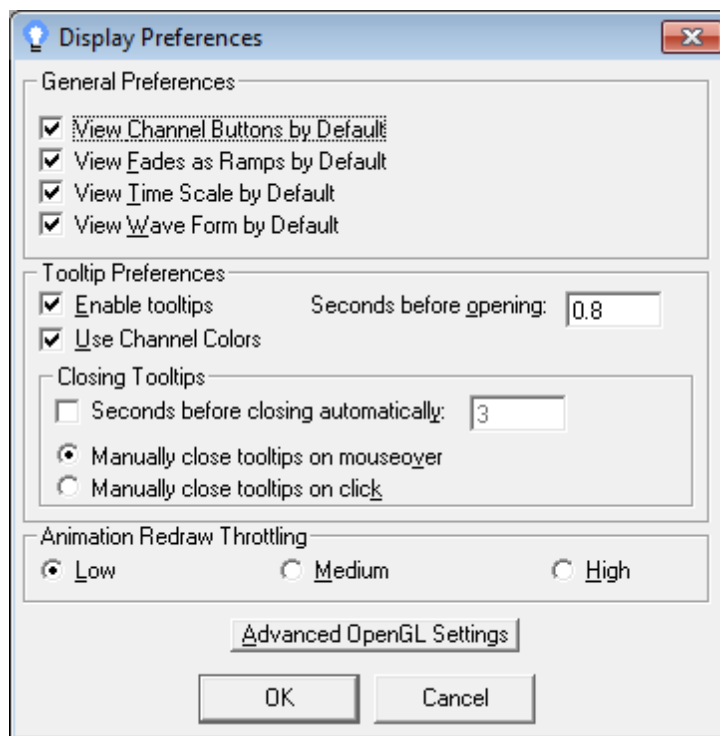 Display Preferences
General Preferences
View Channel Buttons by Default
View Fades as Ramps by Default
View Time Scale by Default
View Wave Form by Default
Tooltip Preferences
Enable tooltips Seconds before opening: 0.8
Use Channel Colors
Closing Tooltips
Seconds before closing automatically: 3
Manually close tooltips on mouseover
Manually close tooltips on click
Animation Redraw Throttling
Low Medium High
Advanced OpenGL Settings
OK Cancel